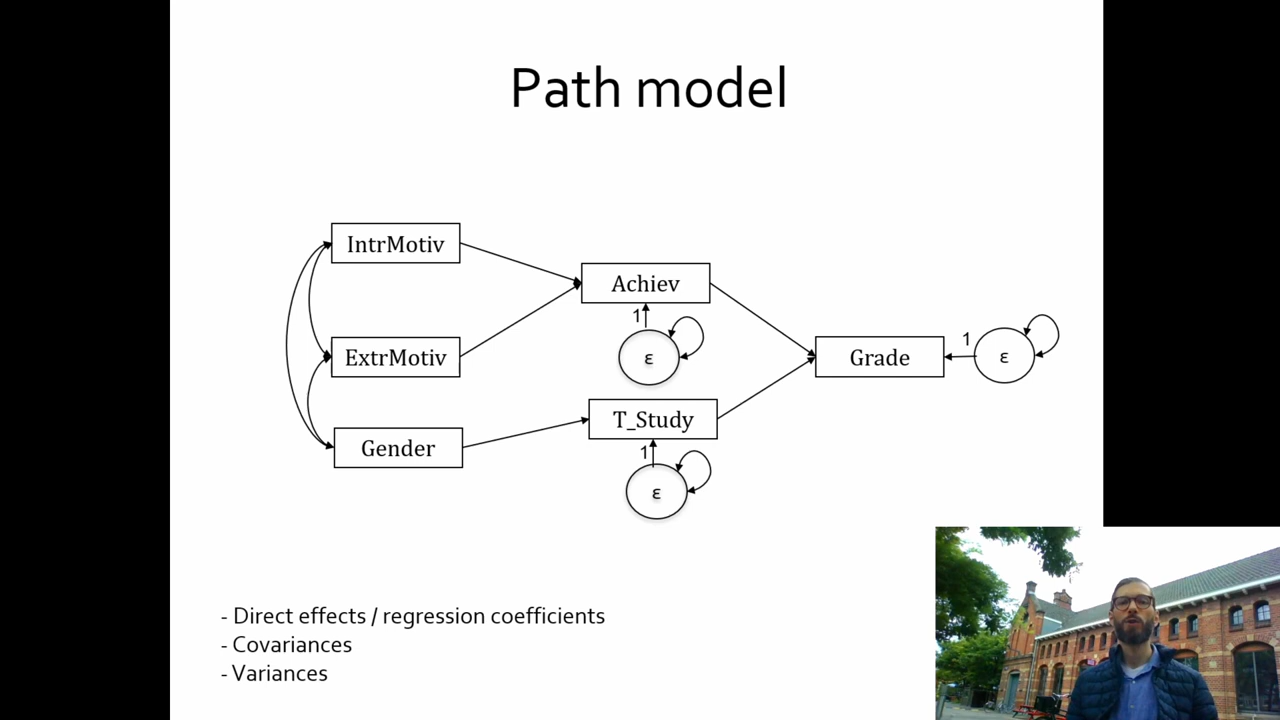 Path model
IntrMotiv
Achiev
1
ε
ExtrMotiv
Grade
1
ε
T_Study
Gender
1
ε
- Direct effects / regression coefficients
- Covariances
- Variances